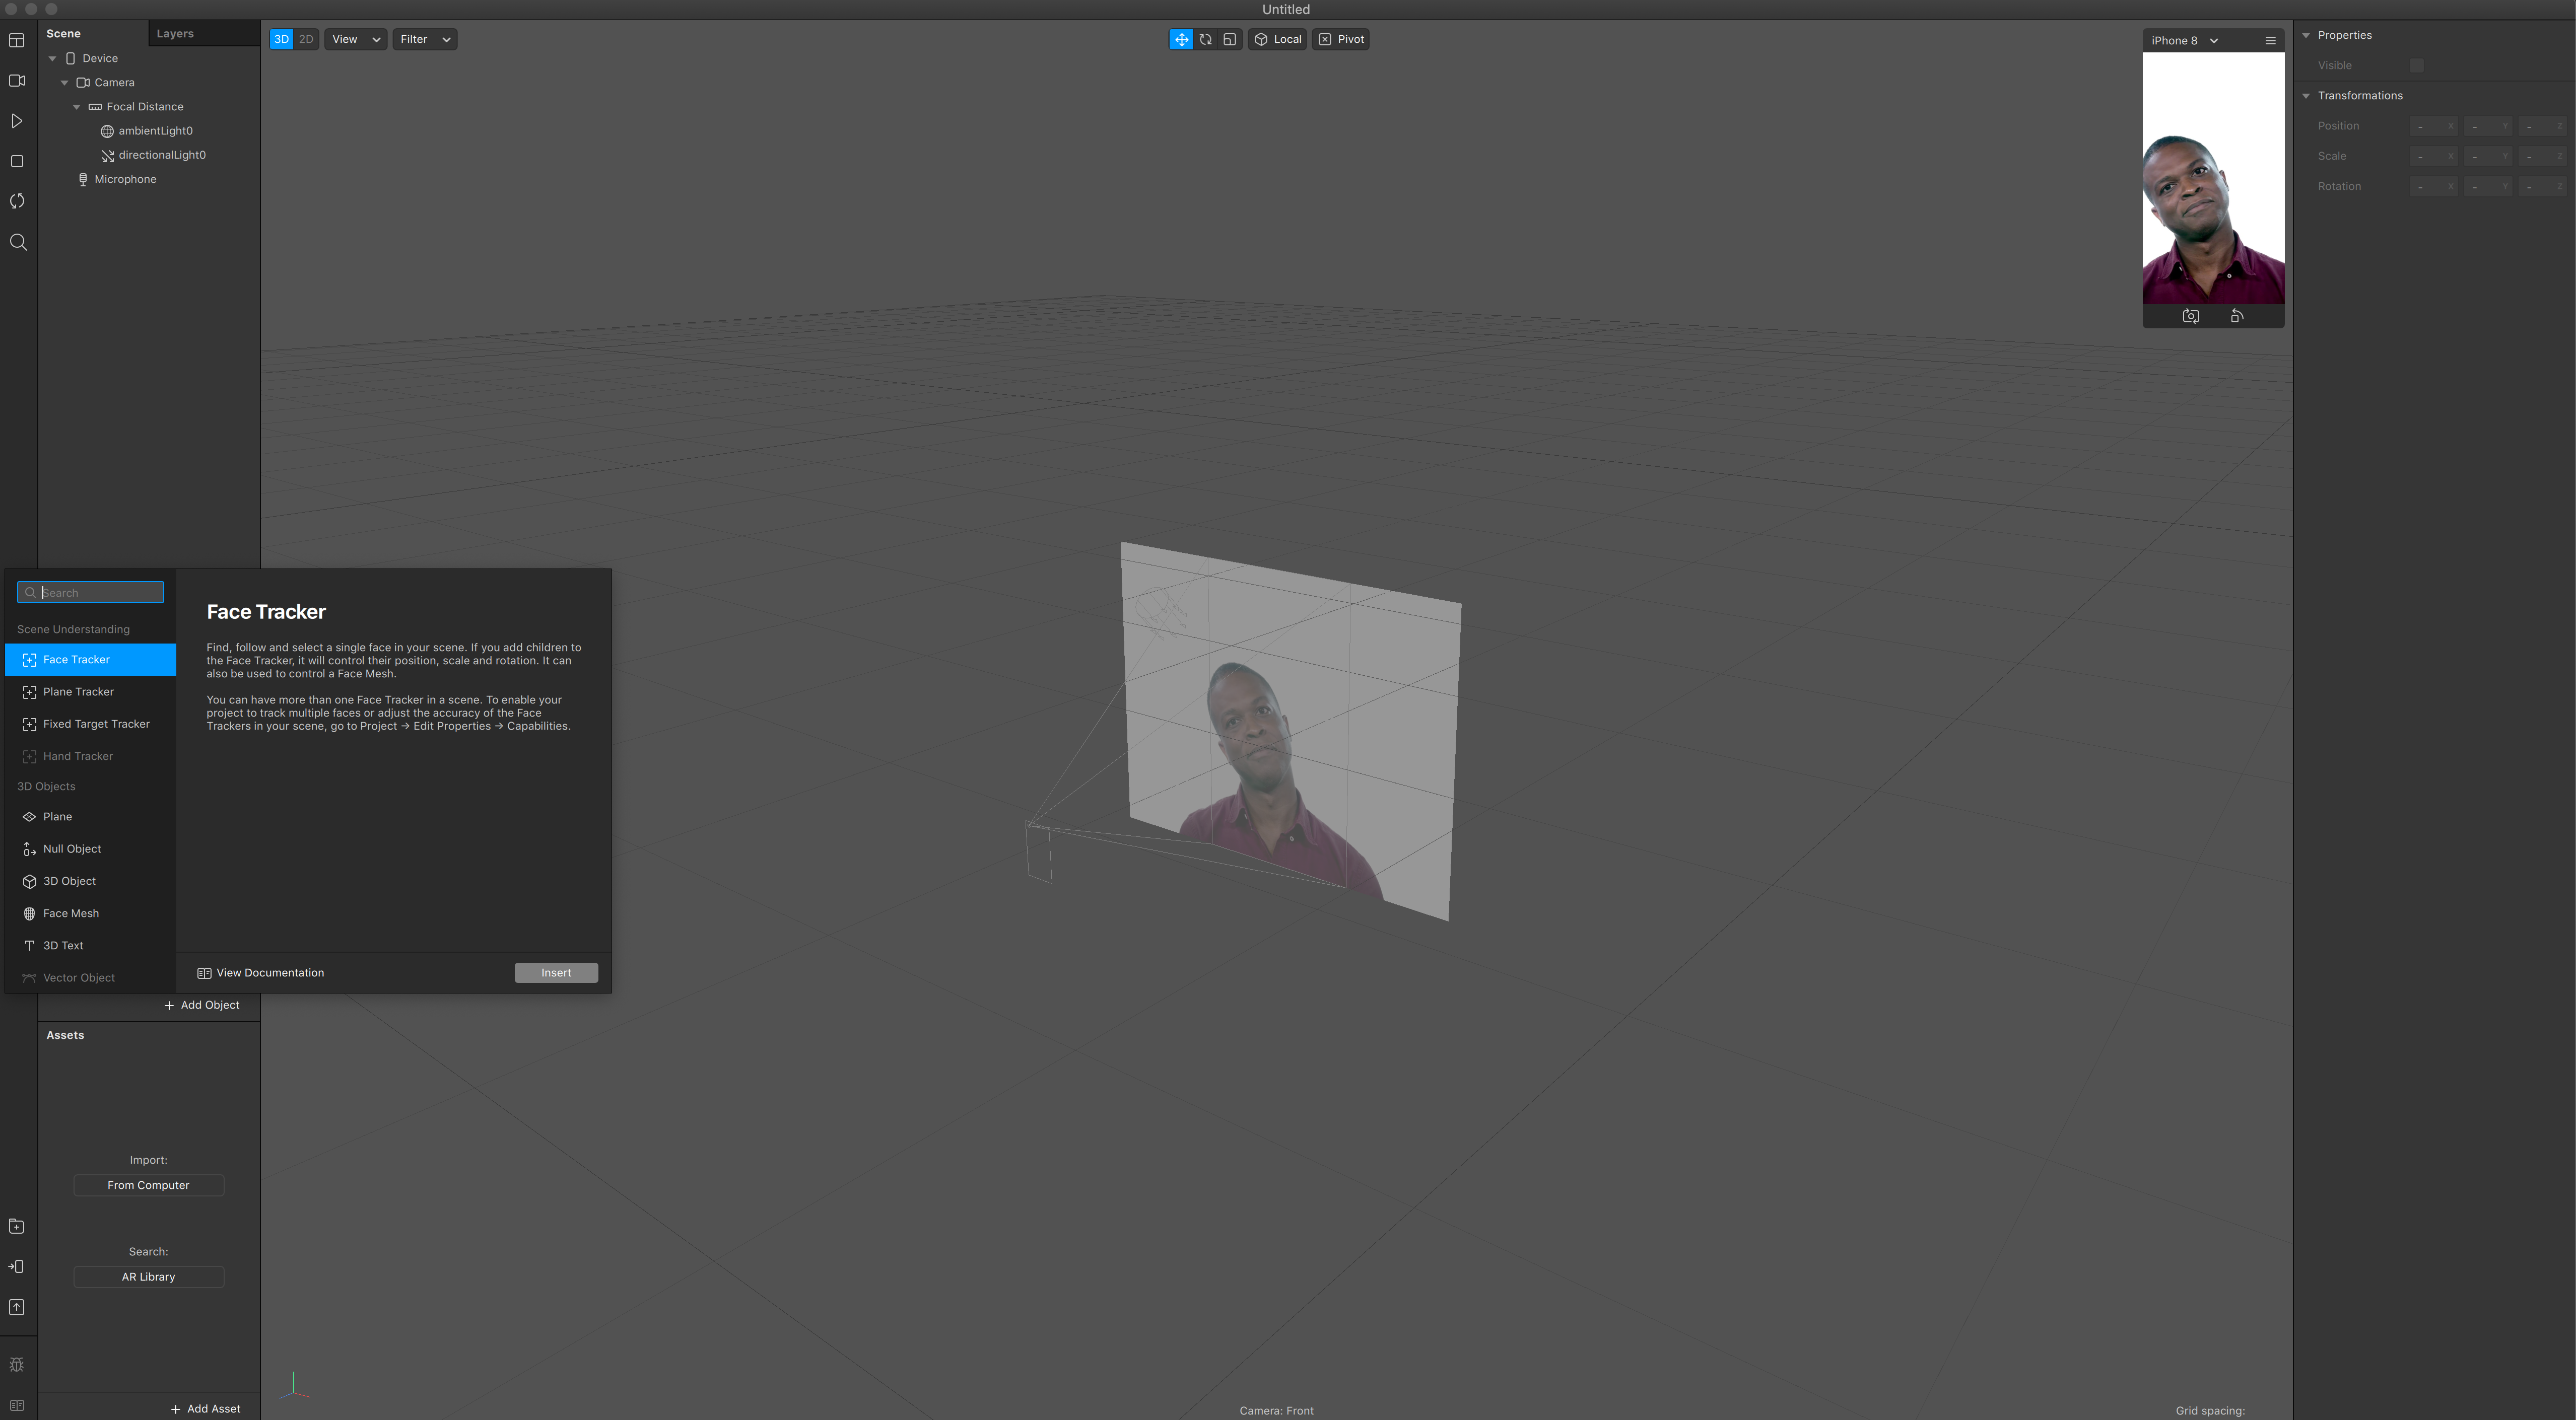 Untitled
Scene
Layers
Device
Camera
Focal Distance
ambientLight0
directionalLight0
Microphone
3D 2D View Filter
Local Pivot
iPhone 8
Properties
Visible
Transformations
Position - X - Y - Z
Scale - X - Y - Z
Rotation - X - Y - Z
Search
Scene Understanding
Face Tracker
Plane Tracker
Fixed Target Tracker
Hand Tracker
3D Objects
Plane
Null Object
3D Object
Face Mesh
3D Text
Vector Object
Face Tracker
Find, follow and select a single face in your scene. If you add children to
the Face Tracker, it will control their position, scale and rotation. It can
also be used to control a Face Mesh.
You can have more than one Face Tracker in a scene. To enable your
project to track multiple faces or adjust the accuracy of the Face
Trackers in your scene, go to Project → Edit Properties → Capabilities.
View Documentation
Insert
+ Add Object
Assets
Import:
From Computer
Search:
AR Library
+ Add Asset
Camera: Front
Grid spacing: